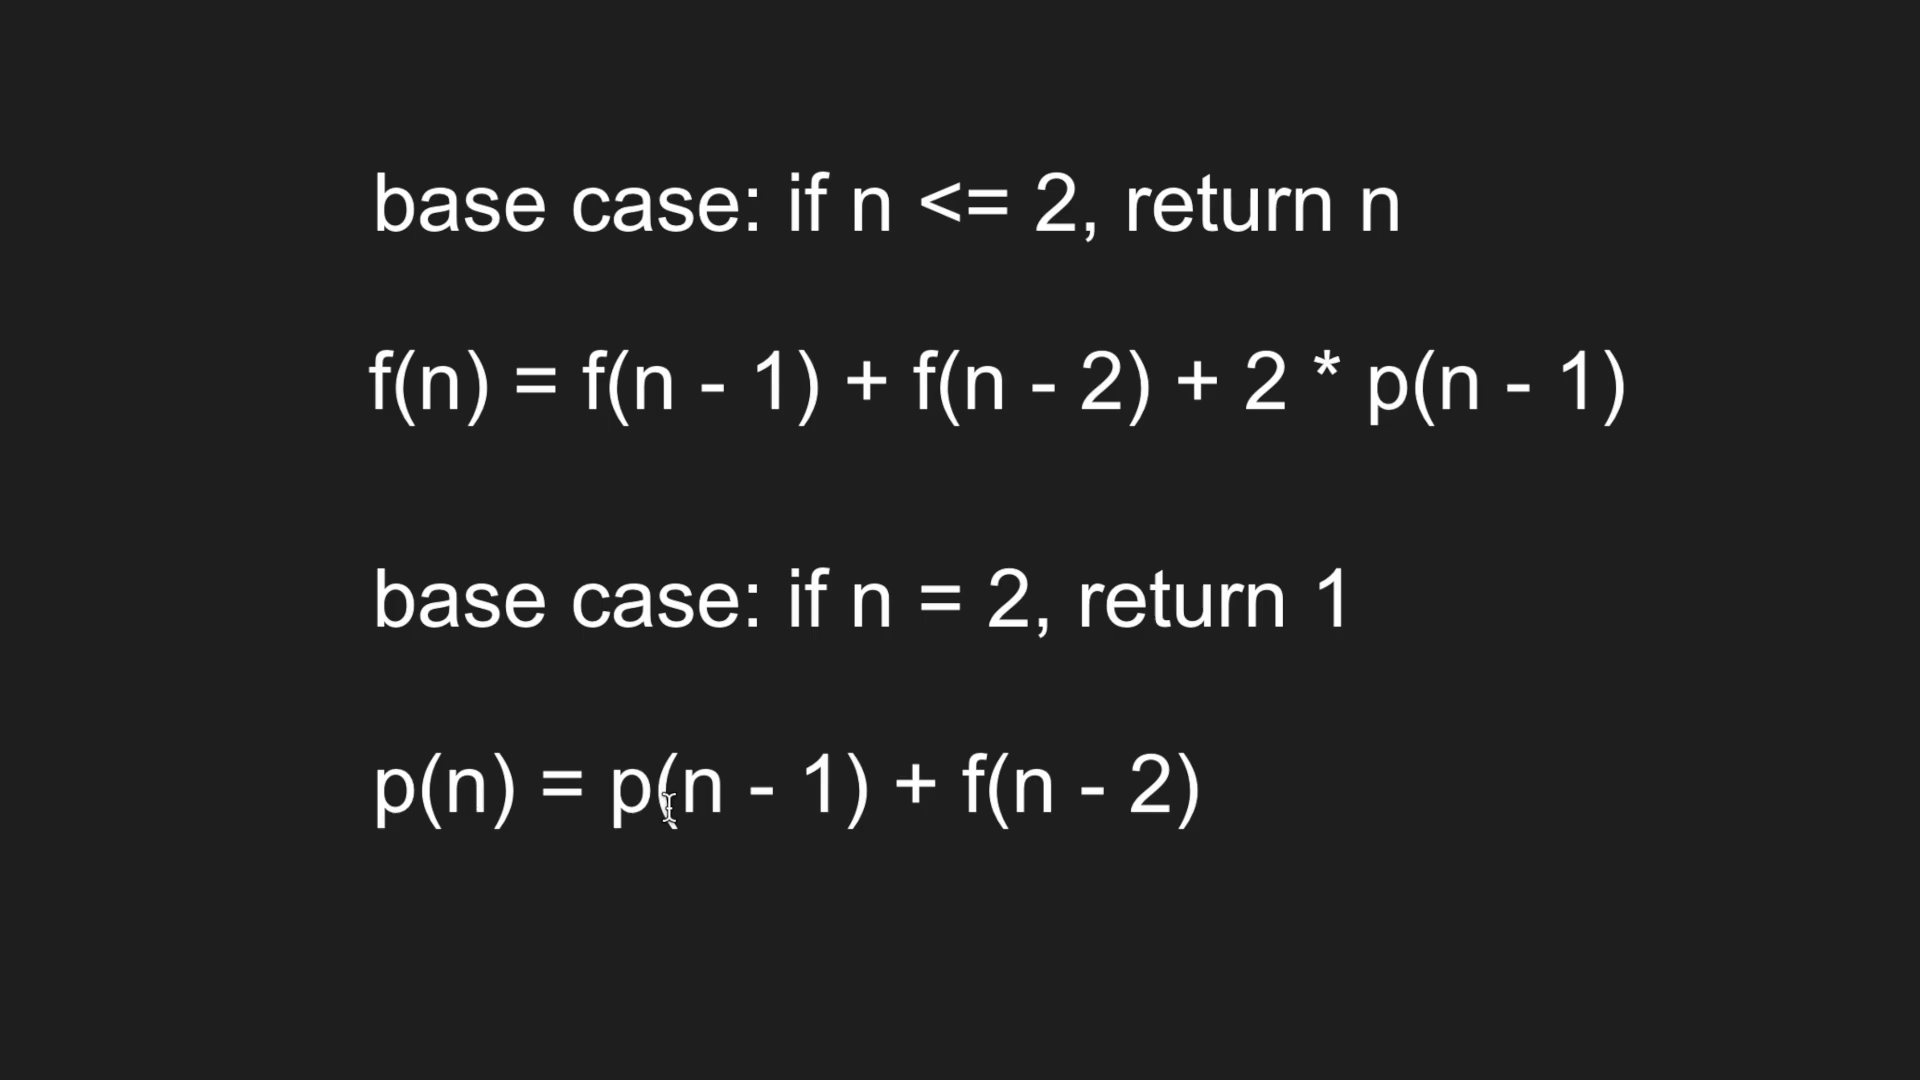 base case: if n <= 2, return n
f(n) = f(n - 1) + f(n - 2) + 2 * p(n - 1)
base case: if n = 2, return 1
p(n) = p(n - 1) + f(n - 2)